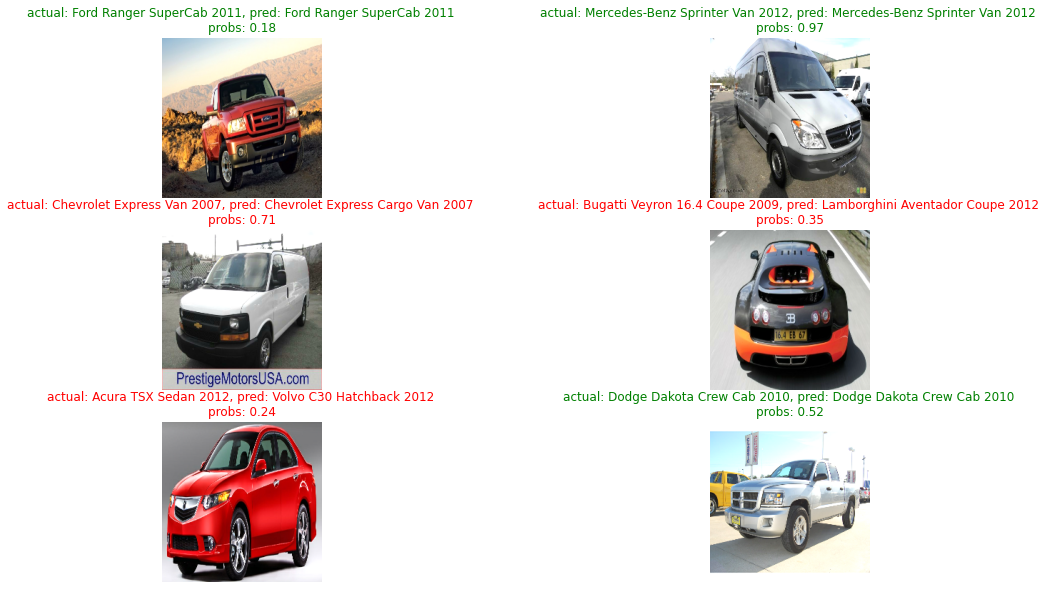 actual: Ford Ranger SuperCab 2011, pred: Ford Ranger SuperCab 2011
probs: 0.18
actual: Mercedes-Benz Sprinter Van 2012, pred: Mercedes-Benz Sprinter Van 2012
probs: 0.97
actual: Chevrolet Express Van 2007, pred: Chevrolet Express Cargo Van 2007
probs: 0.71
PrestigeMotorsUSA.com
actual: Bugatti Veyron 16.4 Coupe 2009, pred: Lamborghini Aventador Coupe 2012
probs: 0.35
actual: Acura TSX Sedan 2012, pred: Volvo C30 Hatchback 2012
probs: 0.24
actual: Dodge Dakota Crew Cab 2010, pred: Dodge Dakota Crew Cab 2010
probs: 0.52